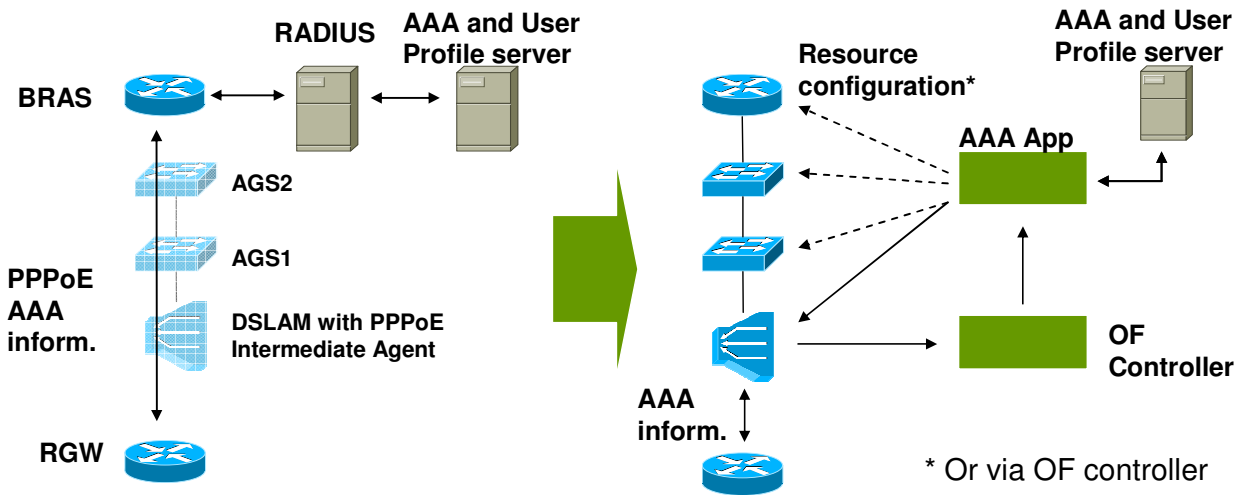 RADIUS
AAA and User
Profile server
BRAS
AGS2
AGS1
PPPoE
AAA
inform.
DSLAM with PPPoE
Intermediate Agent
RGW
AAA and User
Profile server
Resource
configuration*
AAA App
OF
Controller
AAA
inform.
* Or via OF controller